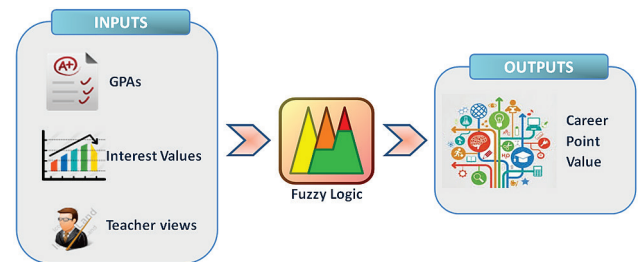 INPUTS
A+
GPAs
Interest Values
Teacher views
Fuzzy Logic
OUTPUTS
Career
Point
Value